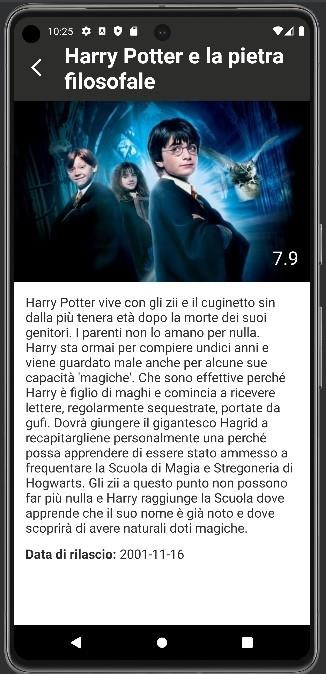 10:25
Harry Potter e la pietra
filosofale
7.9
Harry Potter vive con gli zii e il cuginetto sin
dalla più tenera età dopo la morte dei suoi
genitori. I parenti non lo amano per nulla.
Harry sta ormai per compiere undici anni e
viene guardato male anche per alcune sue
capacità 'magiche'. Che sono effettive perché
Harry è figlio di maghi e comincia a ricevere
lettere, regolarmente sequestrate, portate da
gufi. Dovrà giungere il gigantesco Hagrid a
recapitargliene personalmente una perché
possa apprendere di essere stato ammesso a
frequentare la Scuola di Magia e Stregoneria di
Hogwarts. Gli zii a questo punto non possono
far più nulla e Harry raggiunge la Scuola dove
apprende che il suo nome è già noto e dove
scoprirà di avere naturali doti magiche.
Data di rilascio: 2001-11-16